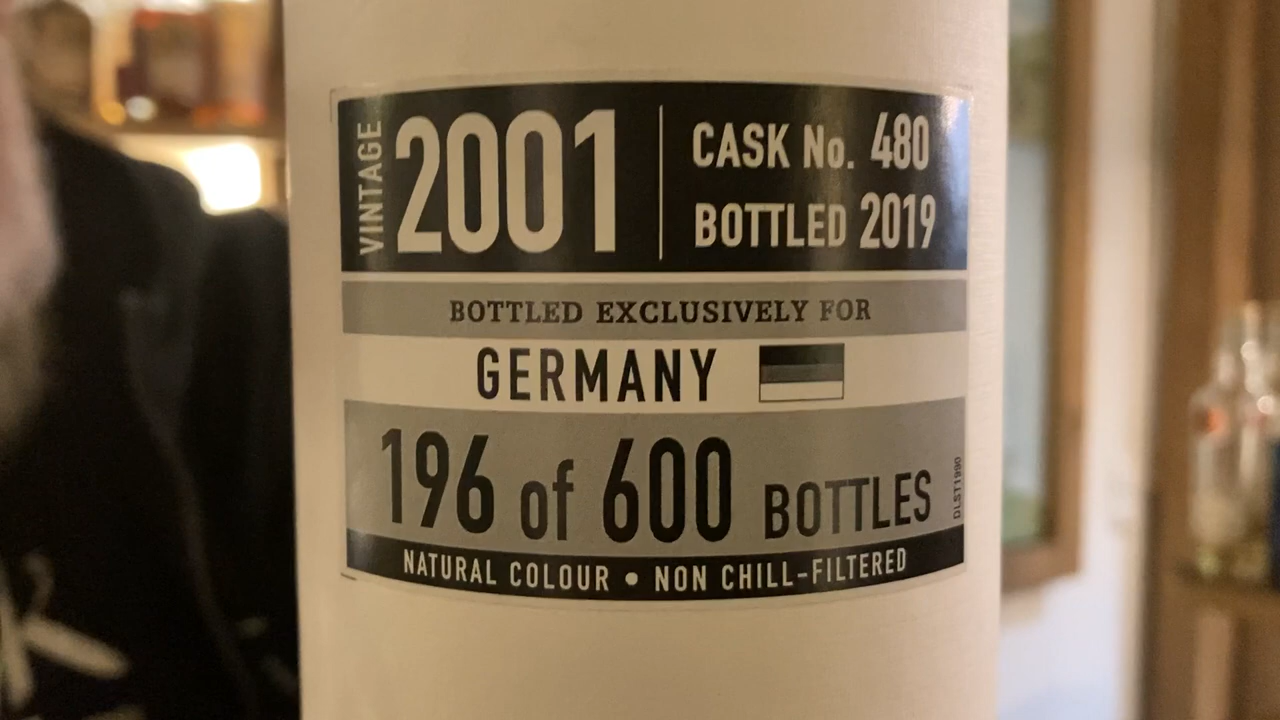 VINTAGE 2001
CASK No. 480
BOTTLED 2019
BOTTLED EXCLUSIVELY FOR
GERMANY
196 of 600 BOTTLES
DLST1990
NATURAL COLOUR • NON CHILL-FILTERED